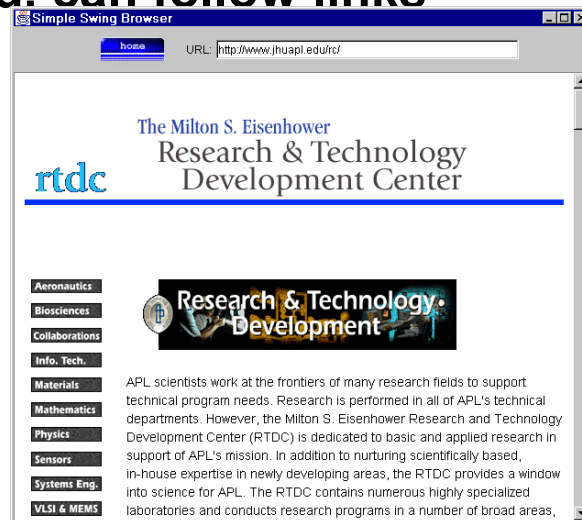 can follow links
Simple Swing Browser
home URL: http://www.jhuapl.edu/rc/
The Milton S. Eisenhower
Research & Technology
Development Center
rtdc
Aeronautics
Biosciences
Collaborations
Info. Tech.
Materials
Mathematics
Physics
Sensors
Systems Eng.
VLSI & MEMS
Research & Technology
Development
APL scientists work at the frontiers of many research fields to support
technical program needs. Research is performed in all of APL's technical
departments. However, the Milton S. Eisenhower Research and Technology
Development Center (RTDC) is dedicated to basic and applied research in
support of APL's mission. In addition to nurturing scientifically based,
in-house expertise in newly developing areas, the RTDC provides a window
into science for APL. The RTDC contains numerous highly specialized
laboratories and conducts research programs in a number of broad areas,